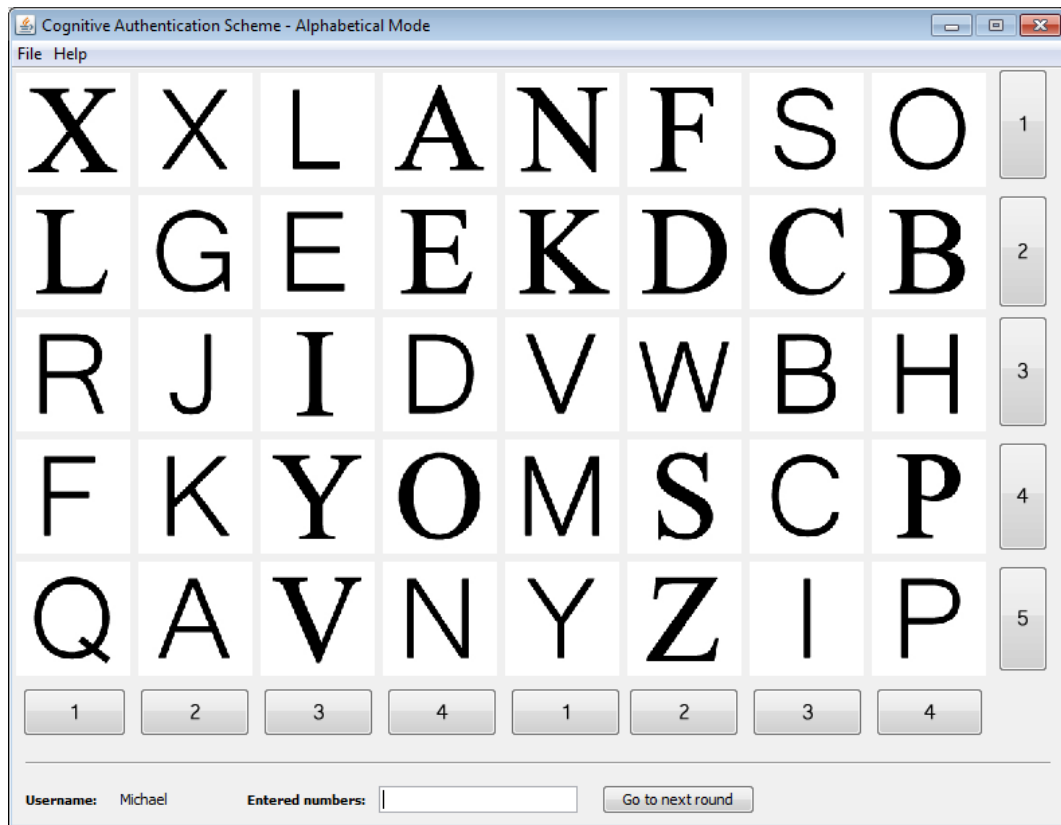 Cognitive Authentication Scheme - Alphabetical Mode
File Help
X X L A N F S O 1
L G E E K D C B 2
R J I D V W B H 3
F K Y O M S C P 4
Q A V N Y Z I P 5
1 2 3 4 1 2 3 4
Username: Michael Entered numbers: Go to next round